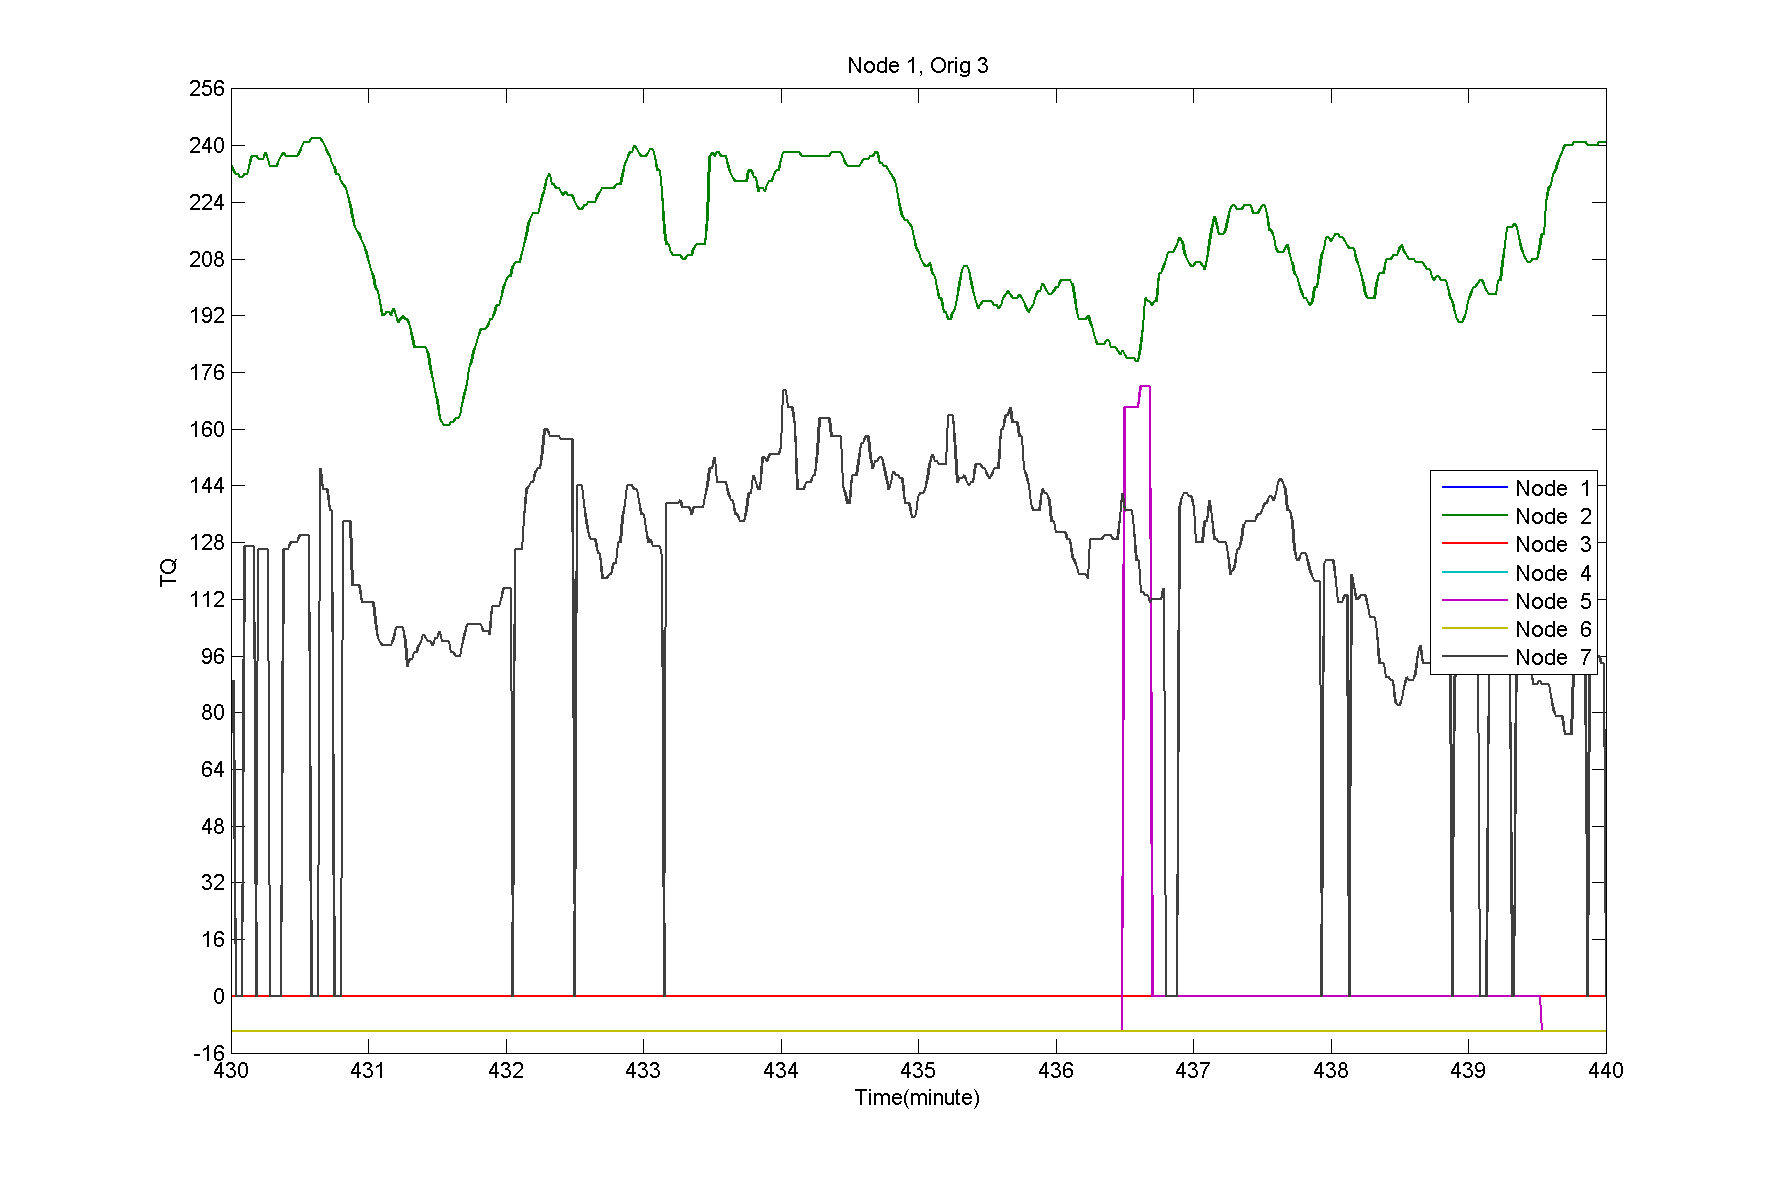 Node 1, Orig 3
256
240
224
208
192
176
160
144
128
112
96
80
64
48
32
16
0
-16
TQ
Node 1
Node 2
Node 3
Node 4
Node 5
Node 6
Node 7
430 431 432 433 434 435 436 437 438 439 440
Time(minute)